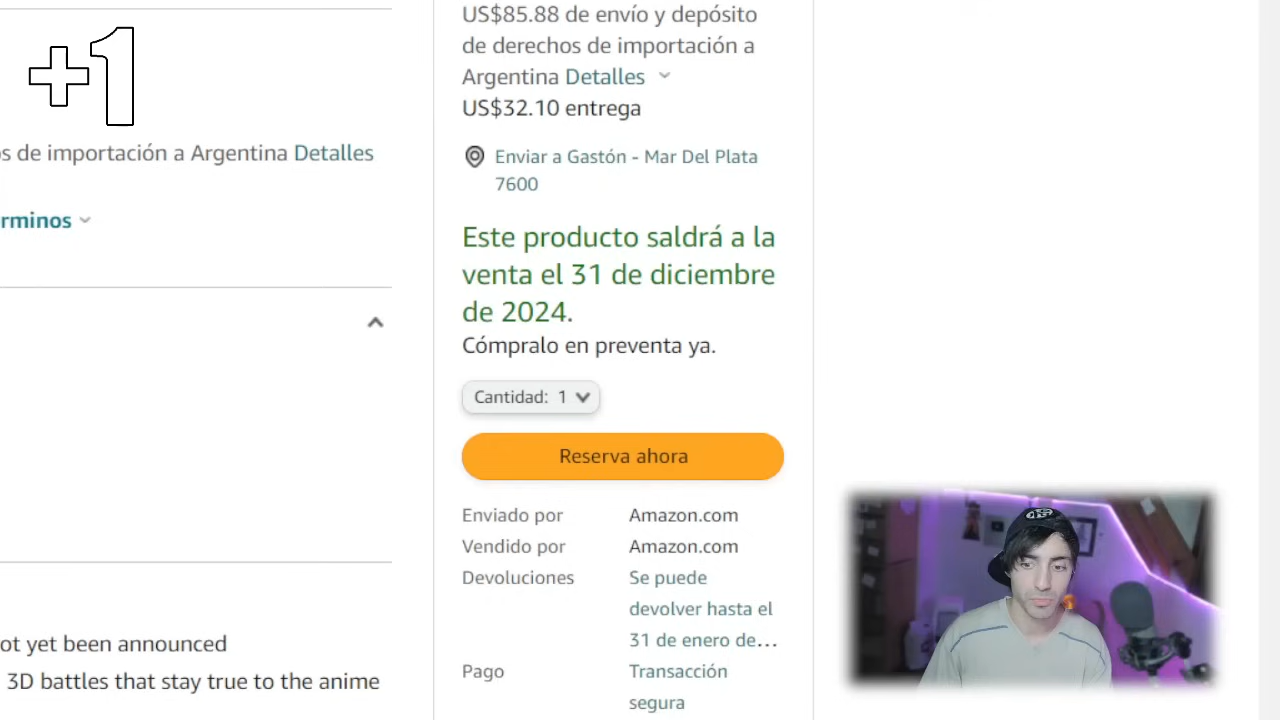 +1
s de importación a Argentina Detalles
rminos
ot yet been announced
3D battles that stay true to the anime
US$85.88 de envío y depósito
de derechos de importación a
Argentina Detalles
US$32.10 entrega
Enviar a Gastón - Mar Del Plata
7600
Este producto saldrá a la
venta el 31 de diciembre
de 2024.
Cómpralo en preventa ya.
Cantidad: 1
Reserva ahora
Enviado por Amazon.com
Vendido por Amazon.com
Devoluciones Se puede
devolver hasta el
31 de enero de...
Pago Transacción
segura